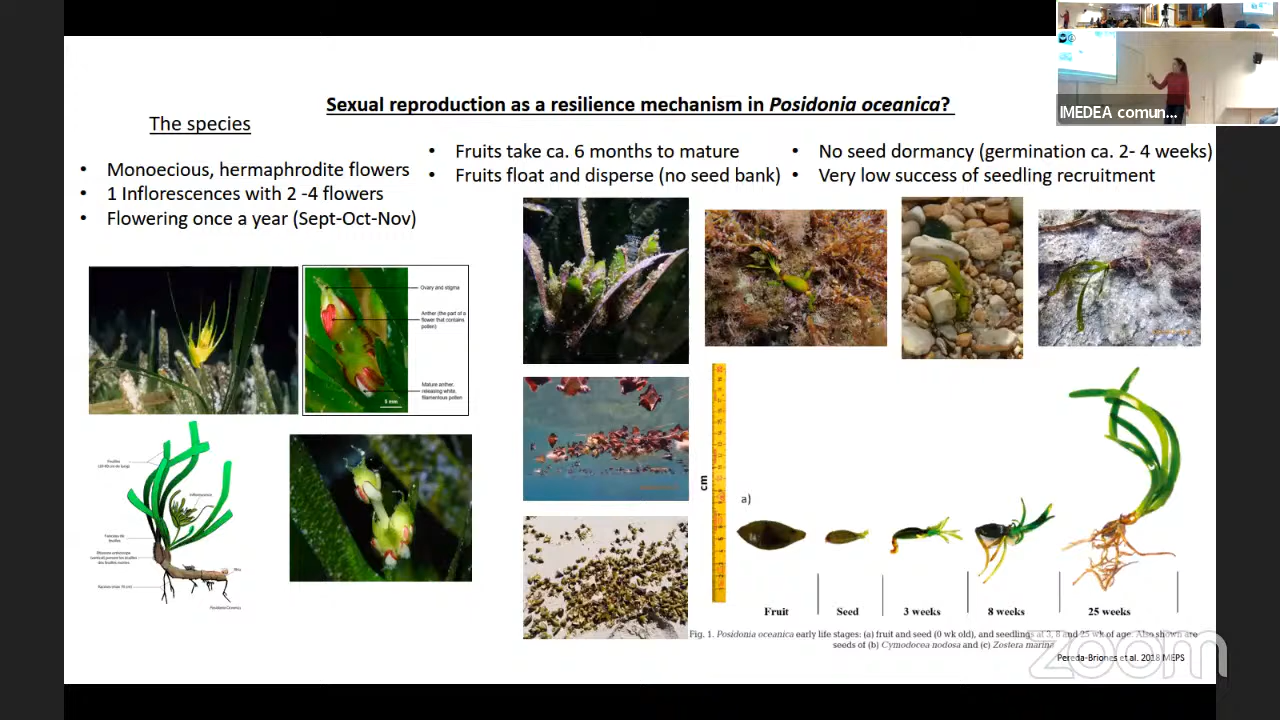 Sexual reproduction as a resilience mechanism in Posidonia oceanica?
The species
• Monoecious, hermaphrodite flowers
• 1 Inflorescences with 2 -4 flowers
• Flowering once a year (Sept-Oct-Nov)
• Fruits take ca. 6 months to mature
• Fruits float and disperse (no seed bank)
• No seed dormancy (germination ca. 2- 4 weeks)
• Very low success of seedling recruitment
IMEDEA comun...
Ovary and stigma
Anther (the part of a
flower that contains
pollen)
Mature anther,
releasing white,
filamentous pollen
5 mm
Inflorescence
Posidonia Oceanica
cm
a)
Fruit
Seed
3 weeks
8 weeks
25 weeks
Fig. 1. Posidonia oceanica early life stages: (a) fruit and seed (0 wk old), and seedlings at 3, 8 and 25 wk of age. Also shown are
seeds of (b) Cymodocea nodosa and (c) Zostera marina
Pereda-Briones et al. 2018 MEPS
zoom